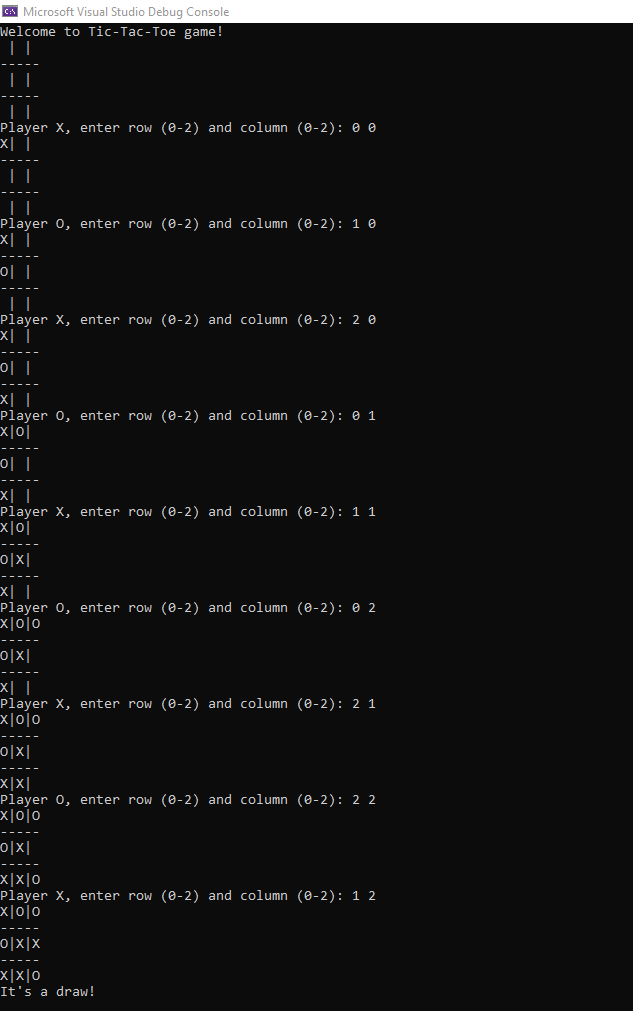 Microsoft Visual Studio Debug Console
Welcome to Tic-Tac-Toe game!
 | |
-----
 | |
-----
 | |
Player X, enter row (0-2) and column (0-2): 0 0
X| |
-----
 | |
-----
 | |
Player O, enter row (0-2) and column (0-2): 1 0
X| |
-----
O| |
-----
 | |
Player X, enter row (0-2) and column (0-2): 2 0
X| |
-----
O| |
-----
X| |
Player O, enter row (0-2) and column (0-2): 0 1
X|O|
-----
O| |
-----
X| |
Player X, enter row (0-2) and column (0-2): 1 1
X|O|
-----
O|X|
-----
X| |
Player O, enter row (0-2) and column (0-2): 0 2
X|O|O
-----
O|X|
-----
X| |
Player X, enter row (0-2) and column (0-2): 2 1
X|O|O
-----
O|X|
-----
X|X|
Player O, enter row (0-2) and column (0-2): 2 2
X|O|O
-----
O|X|
-----
X|X|O
Player X, enter row (0-2) and column (0-2): 1 2
X|O|O
-----
O|X|X
-----
X|X|O
It's a draw!